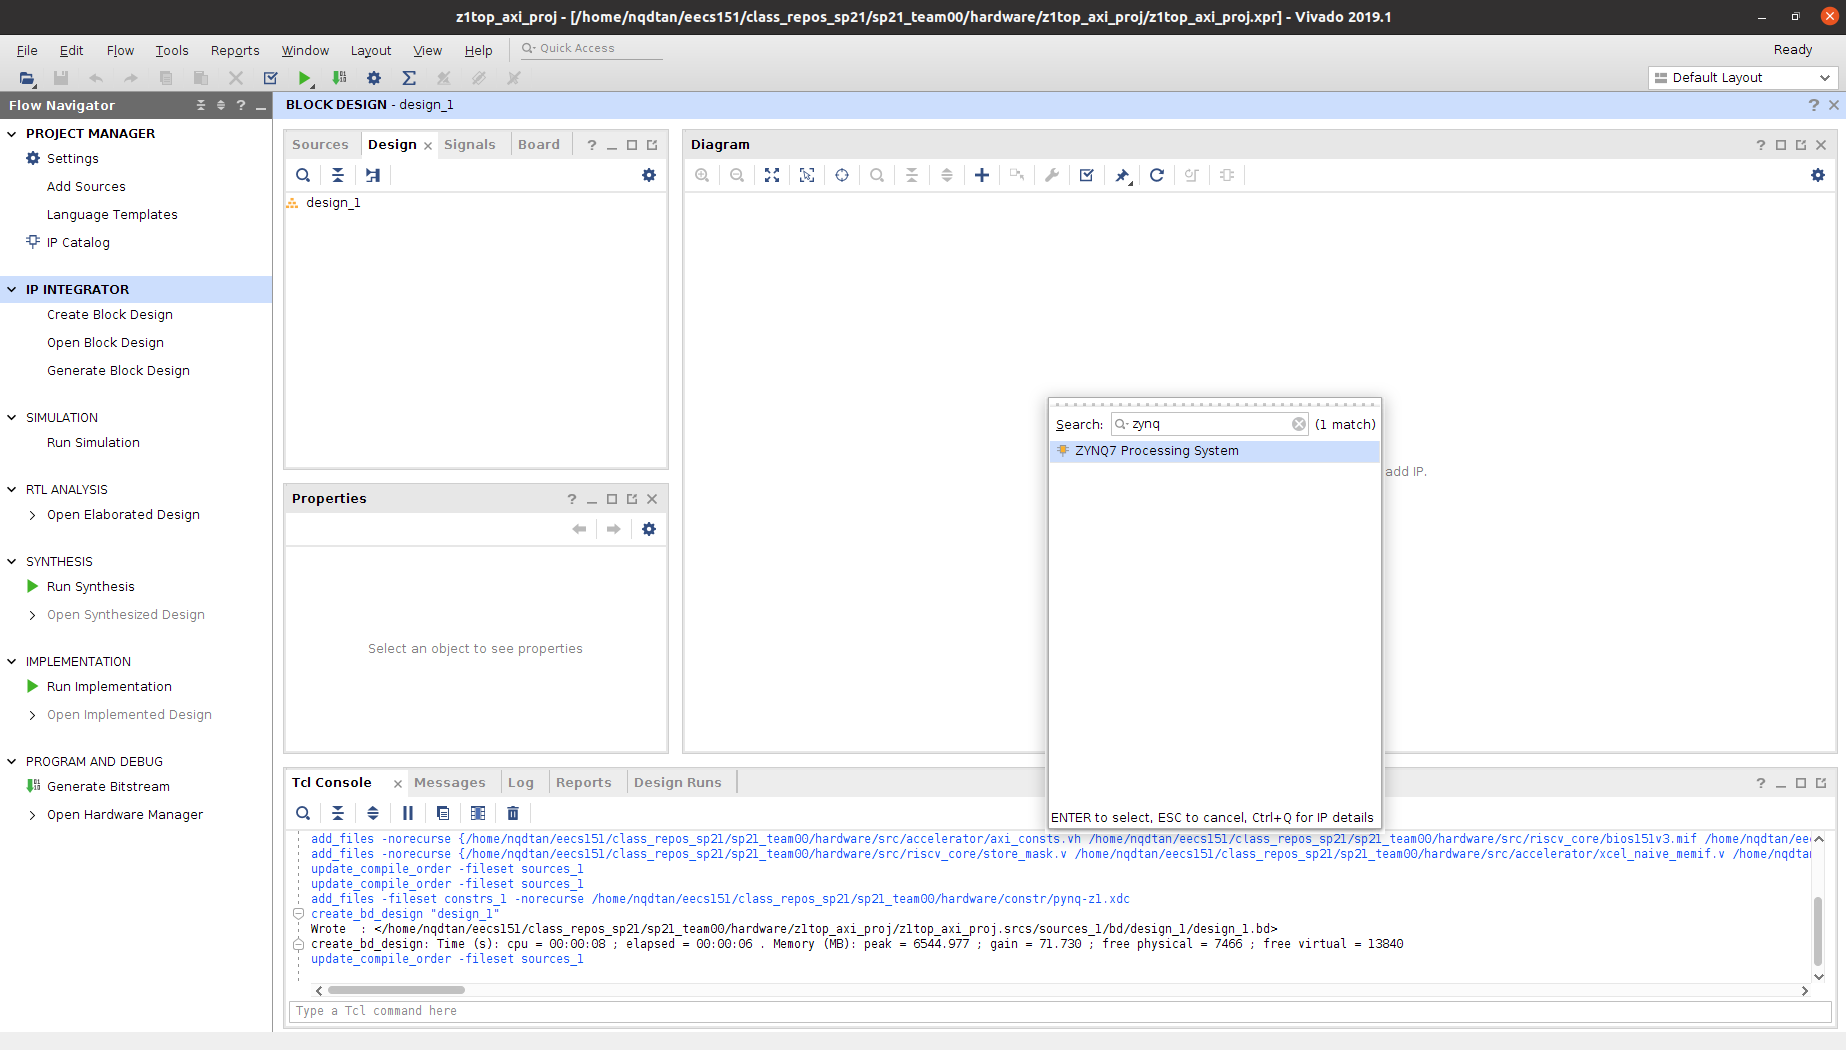 z1top_axi_proj - [/home/nqdtan/eecs151/class_repos_sp21/sp21_team00/hardware/z1top_axi_proj/z1top_axi_proj.xpr] - Vivado 2019.1
File Edit Flow Tools Reports Window Layout View Help Quick Access
Ready
Default Layout
Flow Navigator
PROJECT MANAGER
Settings
Add Sources
Language Templates
IP Catalog
IP INTEGRATOR
Create Block Design
Open Block Design
Generate Block Design
SIMULATION
Run Simulation
RTL ANALYSIS
Open Elaborated Design
SYNTHESIS
Run Synthesis
Open Synthesized Design
IMPLEMENTATION
Run Implementation
Open Implemented Design
PROGRAM AND DEBUG
Generate Bitstream
Open Hardware Manager
BLOCK DESIGN - design_1
Sources Design Signals Board
design_1
Properties
Select an object to see properties
Diagram
add IP.
Search: zynq (1 match)
ZYNQ7 Processing System
ENTER to select, ESC to cancel, Ctrl+Q for IP details
Tcl Console Messages Log Reports Design Runs
add_files -norecurse {/home/nqdtan/eecs151/class_repos_sp21/sp21_team00/hardware/src/accelerator/axi_consts.vh /home/nqdtan/eecs151/class_repos_sp21/sp21_team00/hardware/src/riscv_core/bios151v3.mif /home/nqdtan/eec
add_files -norecurse {/home/nqdtan/eecs151/class_repos_sp21/sp21_team00/hardware/src/riscv_core/store_mask.v /home/nqdtan/eecs151/class_repos_sp21/sp21_team00/hardware/src/accelerator/xcel_naive_memif.v /home/nqdtan
update_compile_order -fileset sources_1
update_compile_order -fileset sources_1
add_files -fileset constrs_1 -norecurse /home/nqdtan/eecs151/class_repos_sp21/sp21_team00/hardware/constr/pynq-z1.xdc
create_bd_design "design_1"
Wrote  : </home/nqdtan/eecs151/class_repos_sp21/sp21_team00/hardware/z1top_axi_proj/z1top_axi_proj.srcs/sources_1/bd/design_1/design_1.bd>
create_bd_design: Time (s): cpu = 00:00:08 ; elapsed = 00:00:06 . Memory (MB): peak = 6544.977 ; gain = 71.730 ; free physical = 7466 ; free virtual = 13840
update_compile_order -fileset sources_1
Type a Tcl command here